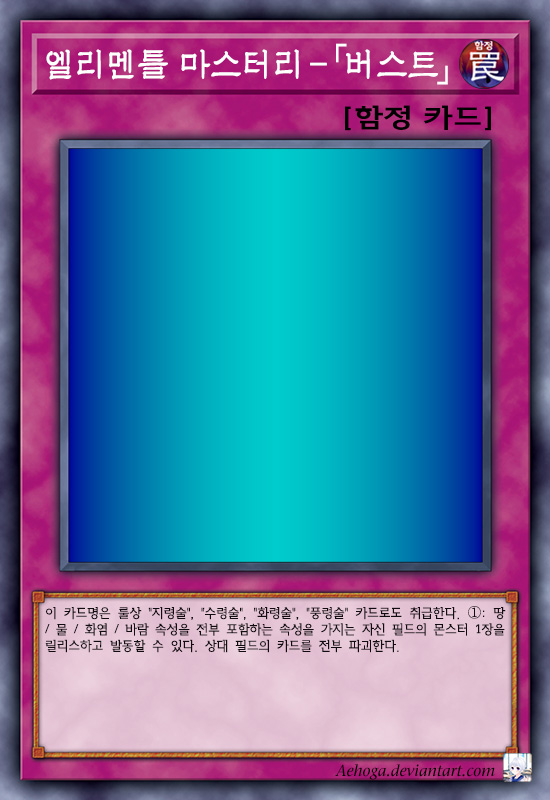 엘리멘틀 마스터리－「버스트」
함정
罠
[함정 카드]
이 카드명은 룰상 "지령술", "수령술", "화령술", "풍령술" 카드로도 취급한다. ①: 땅
/ 물 / 화염 / 바람 속성을 전부 포함하는 속성을 가지는 자신 필드의 몬스터 1장을
릴리스하고 발동할 수 있다. 상대 필드의 카드를 전부 파괴한다.
Aehoga.deviantart.com